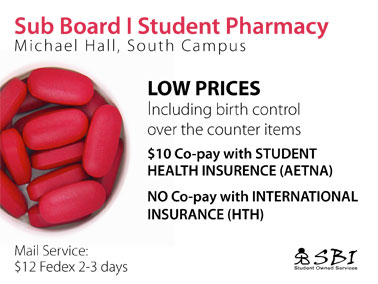 Sub Board I Student Pharmacy
Michael Hall, South Campus
LOW PRICES
Including birth control
over the counter items
$10 Co-pay with STUDENT
HEALTH INSURENCE (AETNA)
NO Co-pay with INTERNATIONAL
INSURANCE (HTH)
Mail Service:
$12 Fedex 2-3 days
SBI
Student Owned Services